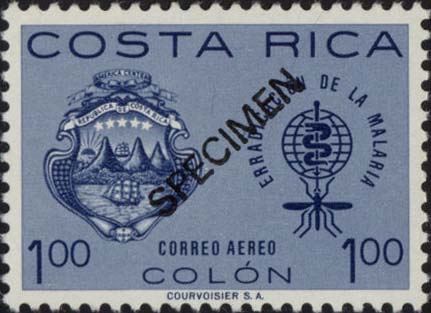 COSTA RICA
AMERICA CENTRAL
REPUBLICA DE COSTA RICA
SPECIMEN
ERRADICACION DE LA MALARIA
1.00
CORREO AEREO
1.00
COLÓN
COURVOISIER S.A.